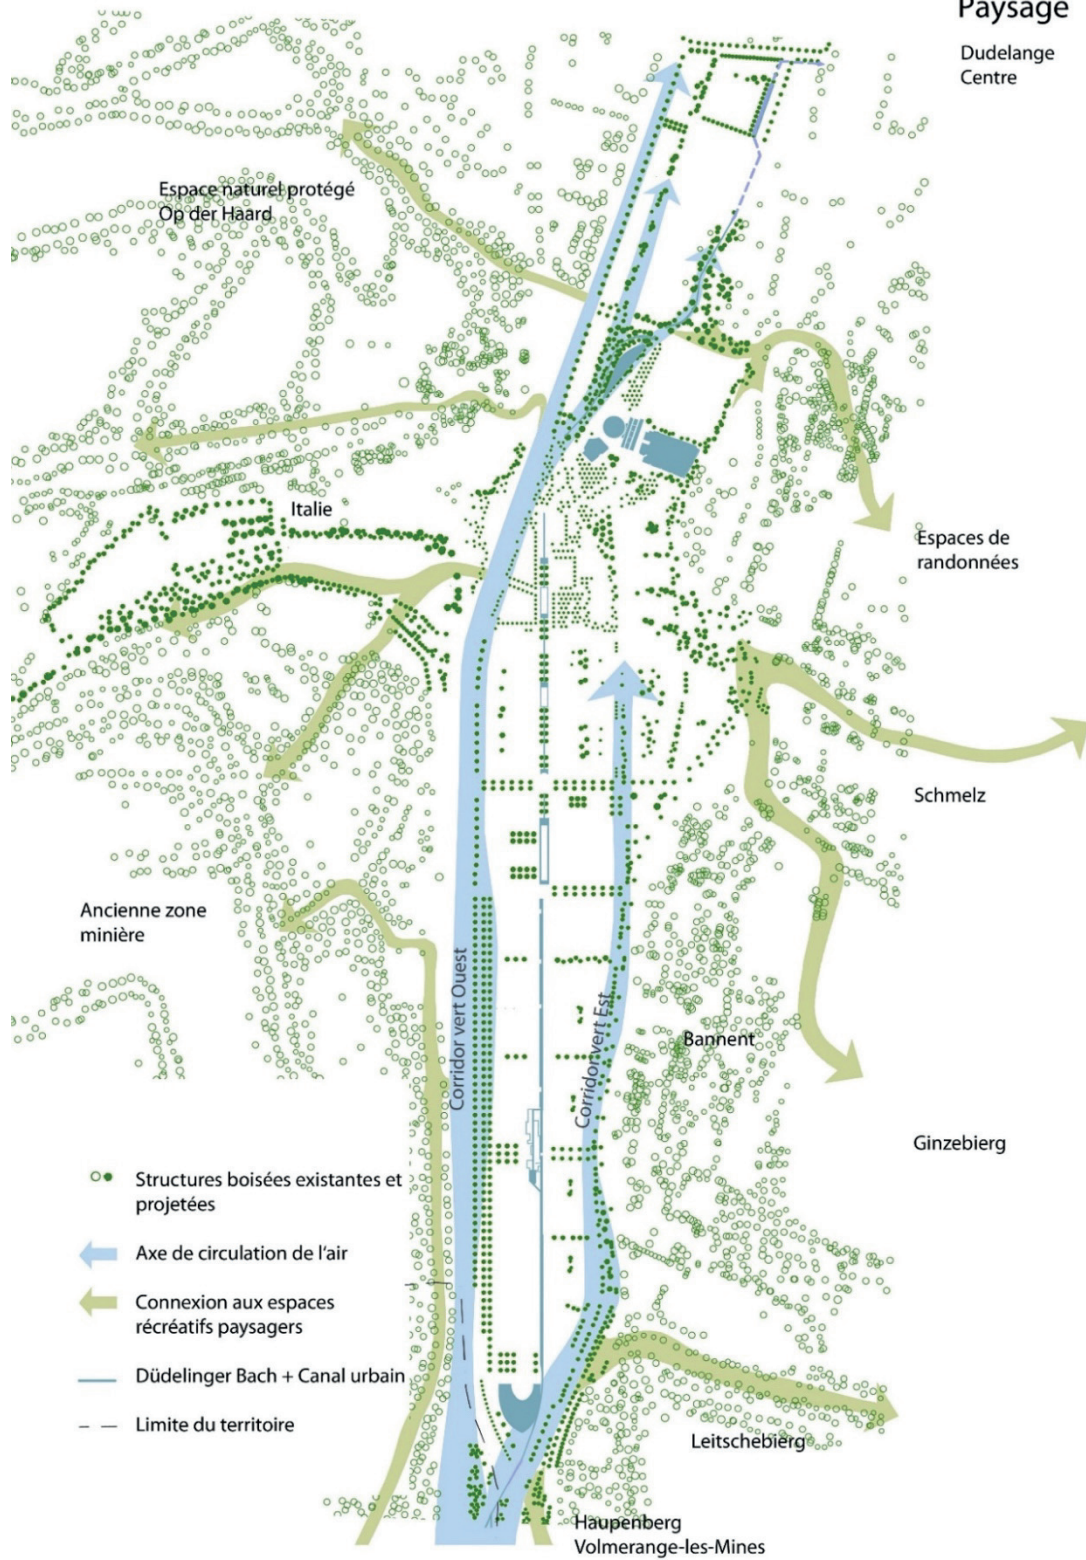 Paysage
Dudelange
Centre
Espace naturel protégé
Op der Haard
Italie
Espaces de
randonnées
Schmelz
Ancienne zone
minière
Corridor vert Ouest
Corridor vert Est
Bannent
Ginzebierg
Structures boisées existantes et
projetées
Axe de circulation de l'air
Connexion aux espaces
récréatifs paysagers
Düdelinger Bach + Canal urbain
Limite du territoire
Leitschebierg
Haupenberg
Volmerange-les-Mines